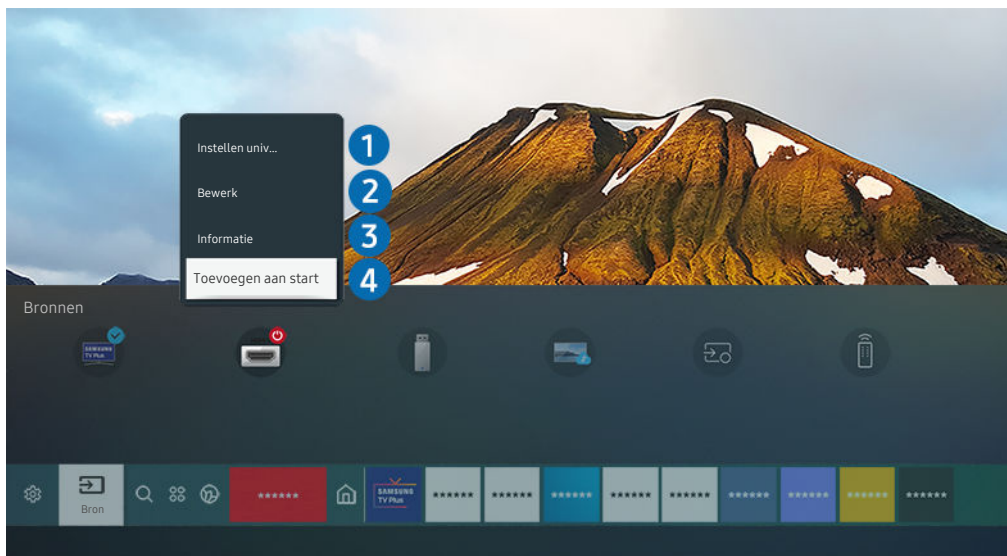 Instellen univ...
1
Bewerk
2
Informatie
3
Toevoegen aan start
4
Bronnen
SAMSUNG
TV Plus
Bron
******
SAMSUNG
TV Plus
******
******
******
******
******
******
******
******
******